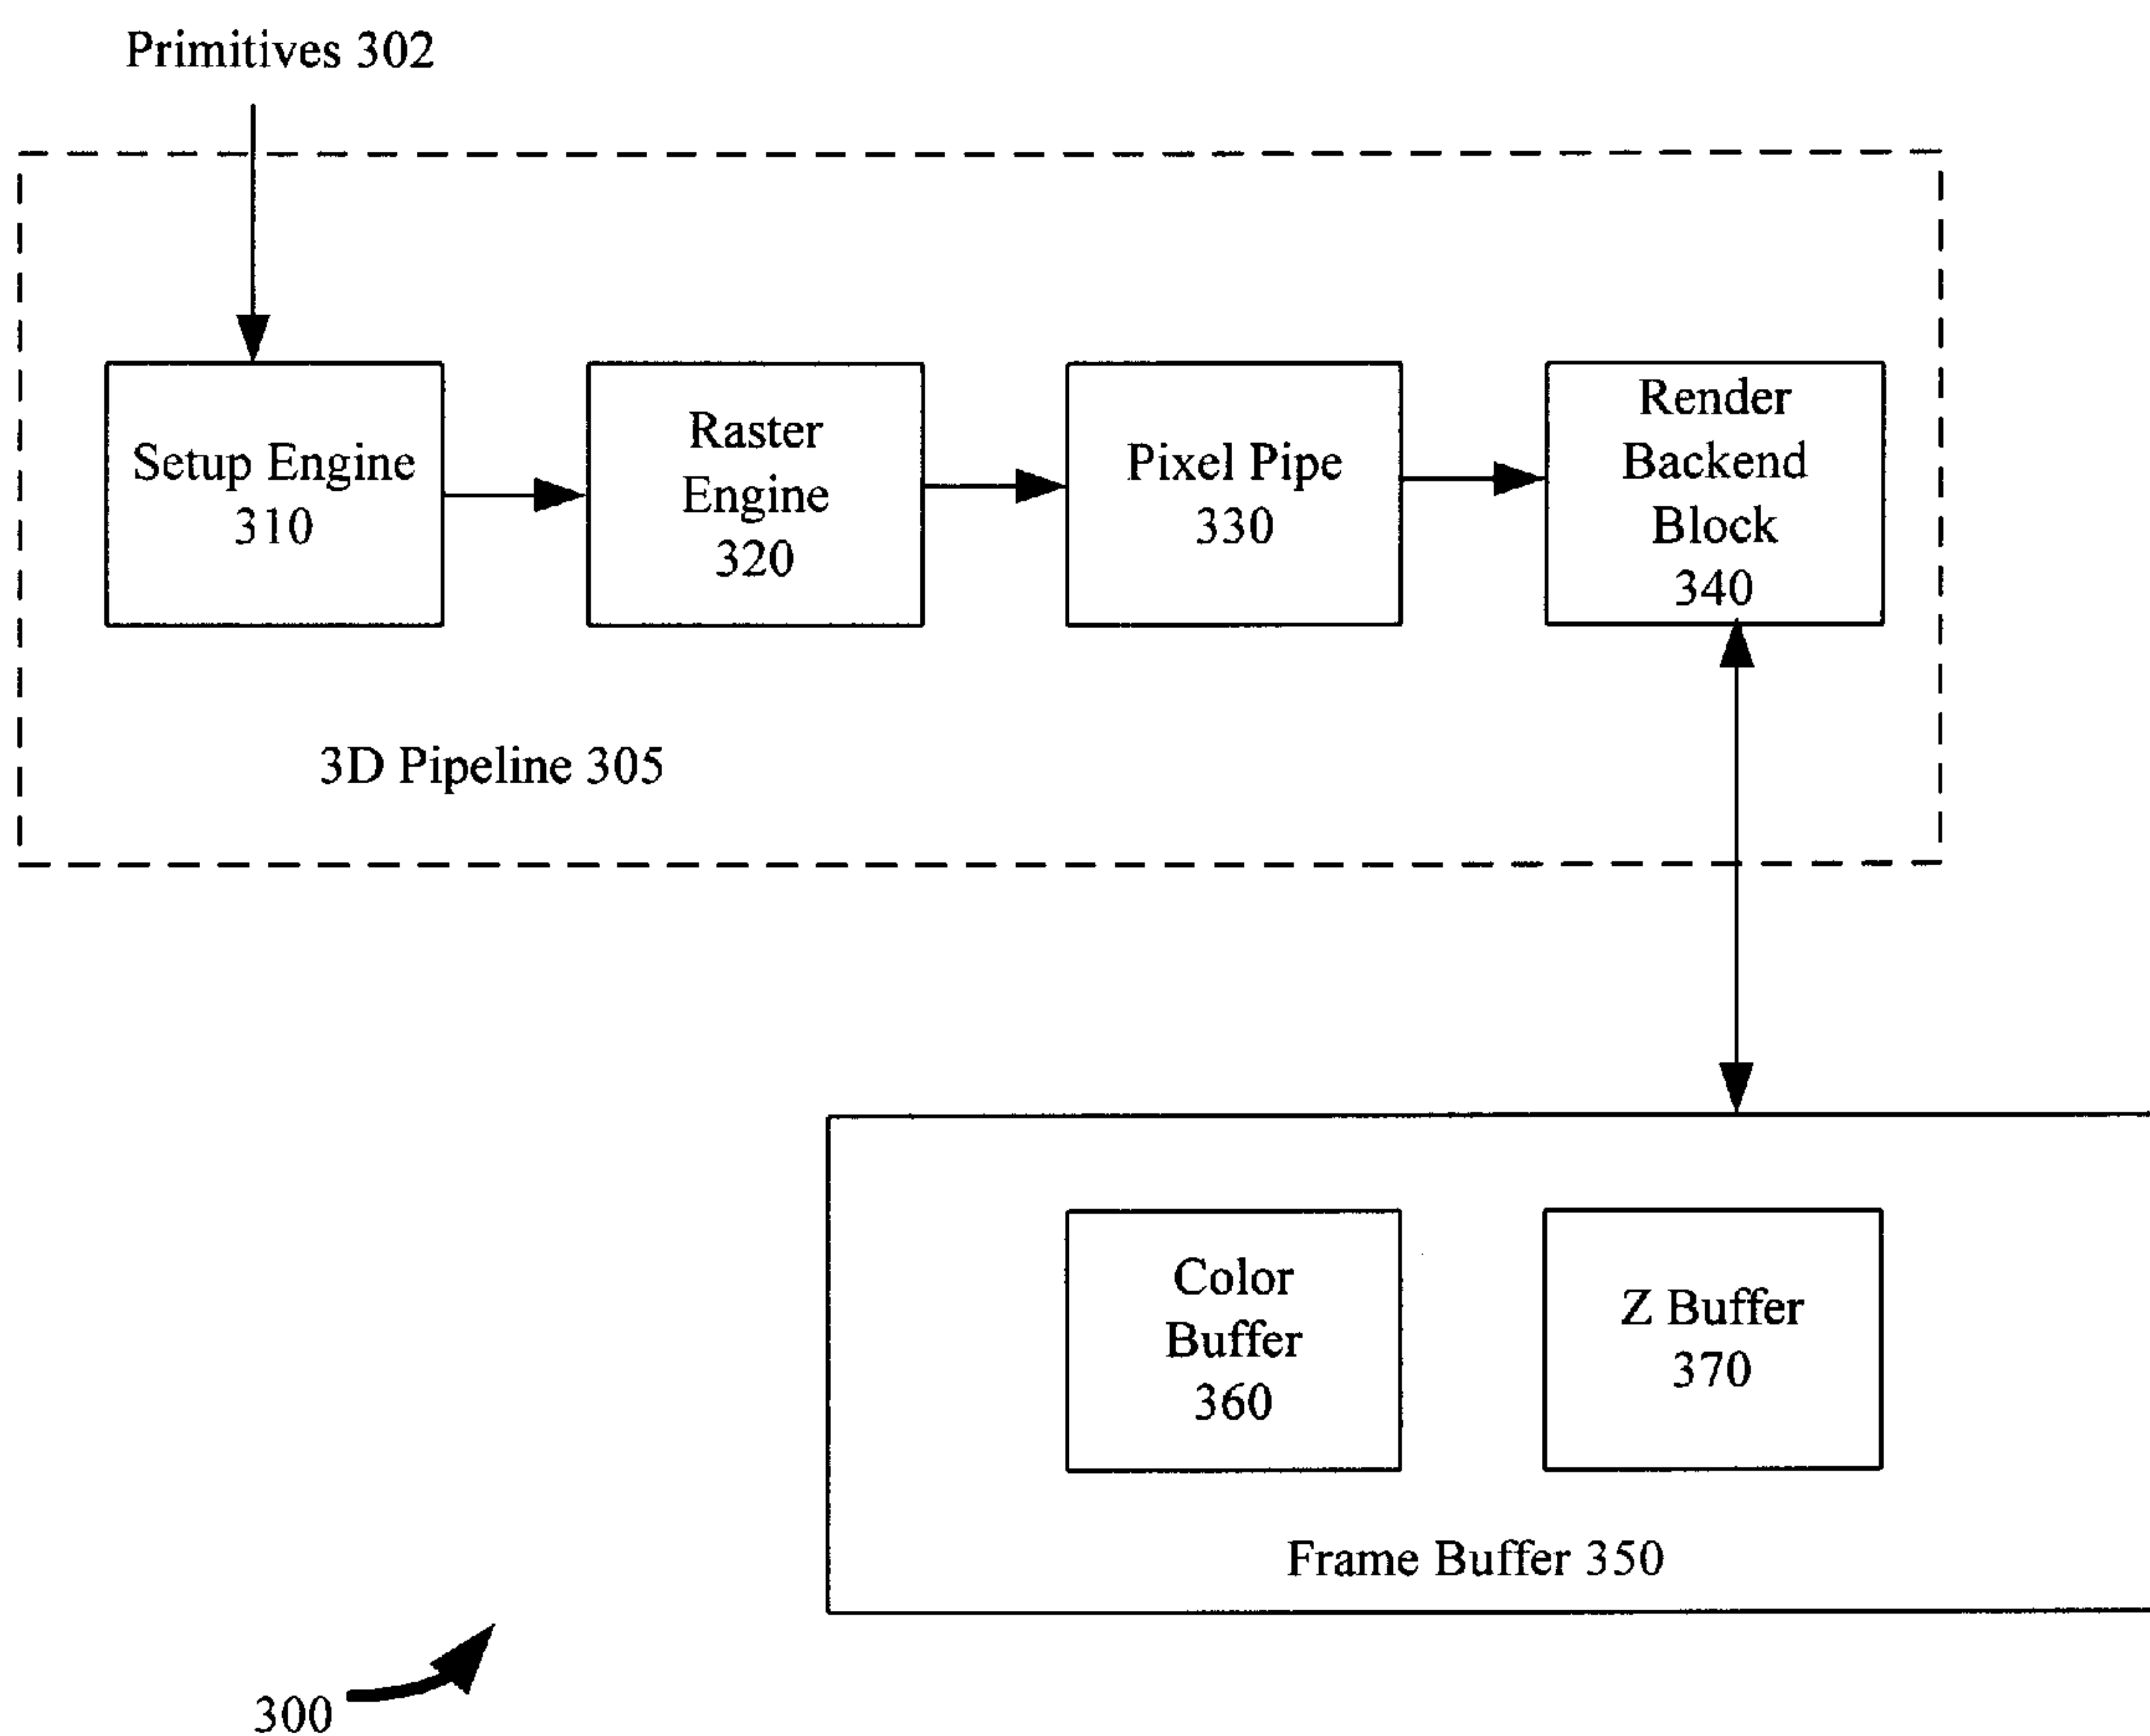 Primitives 302
Setup Engine
310
Raster
Engine
320
Pixel Pipe
330
Render
Backend
Block
340
3D Pipeline 305
Color
Buffer
360
Z Buffer
370
Frame Buffer 350
300